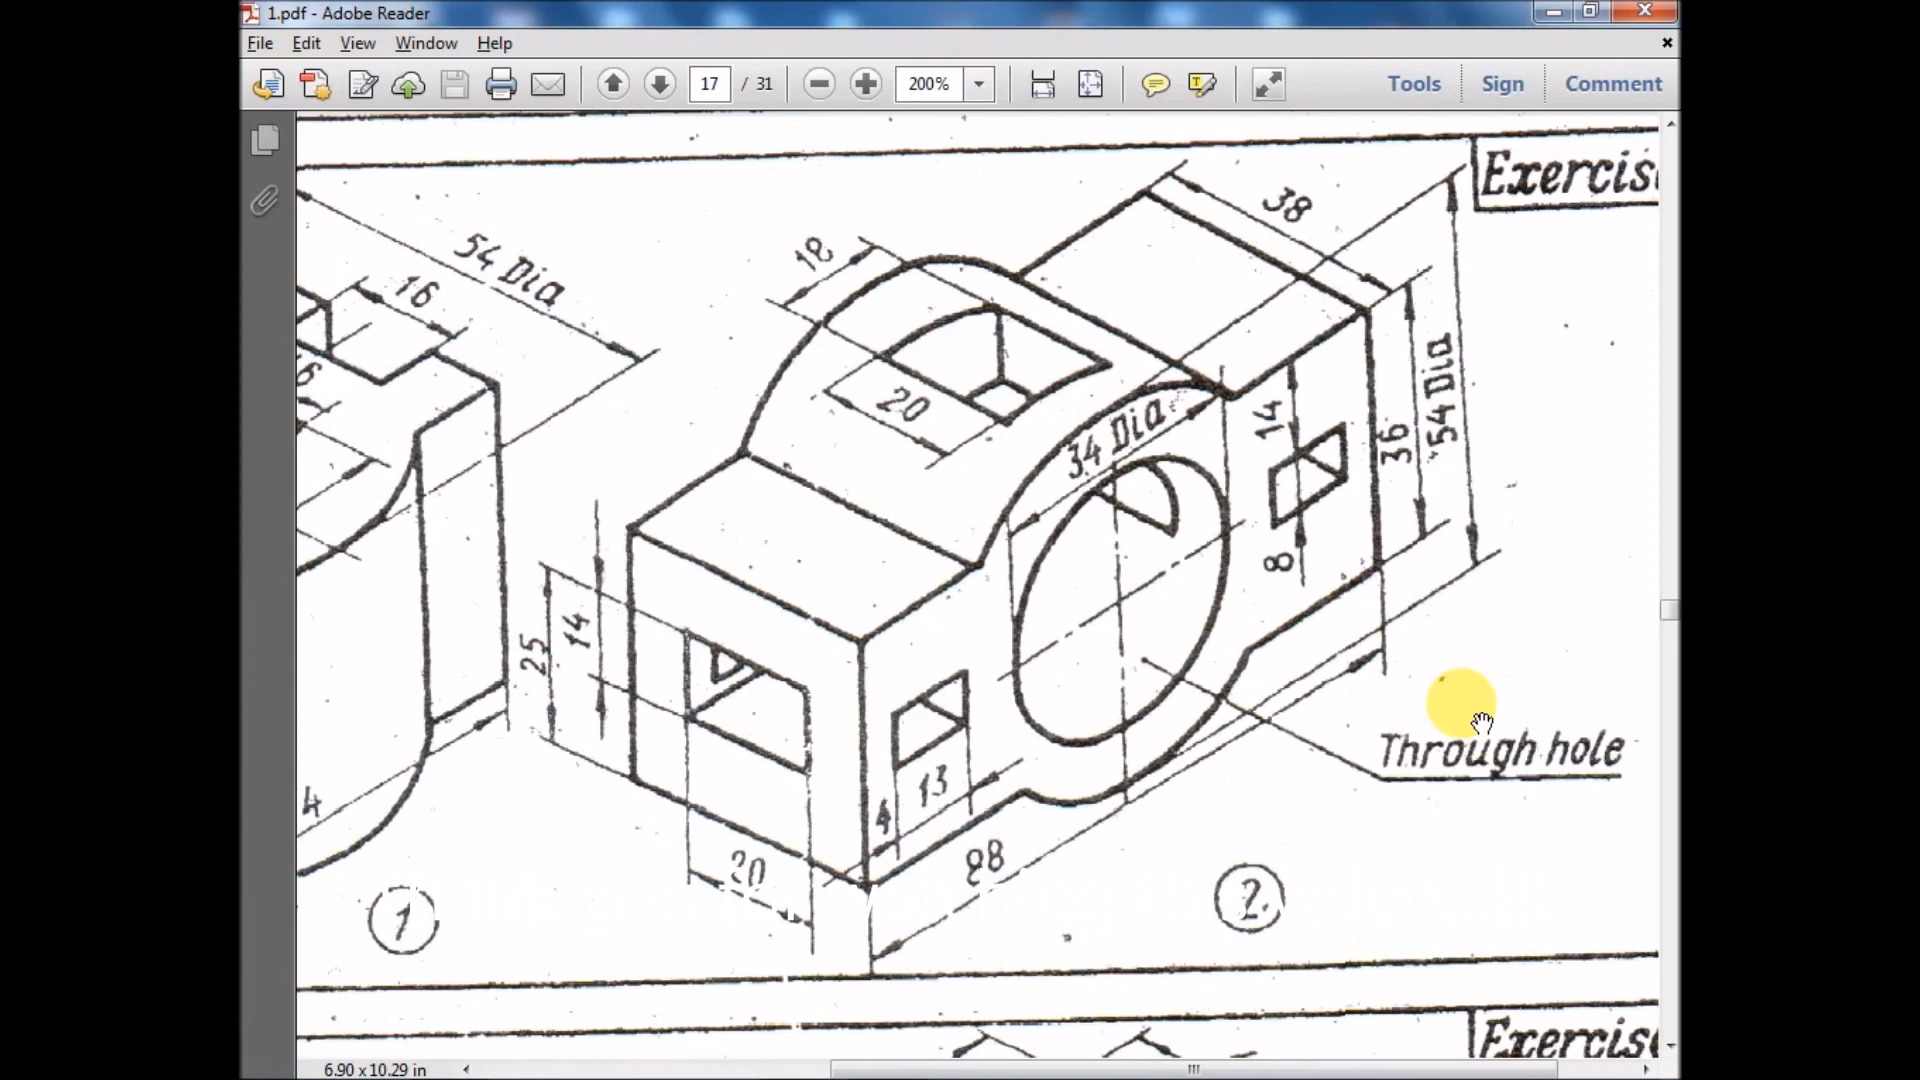 1.pdf - Adobe Reader
File Edit View Window Help
17 / 31 200% Tools Sign Comment
Exercis
38
18
54 Dia
16
6
20
34 Dia
14
36
54 Dia
8
25
14
13
4
4
20
88
Through hole
1
2
Exercis
6.90 x 10.29 in